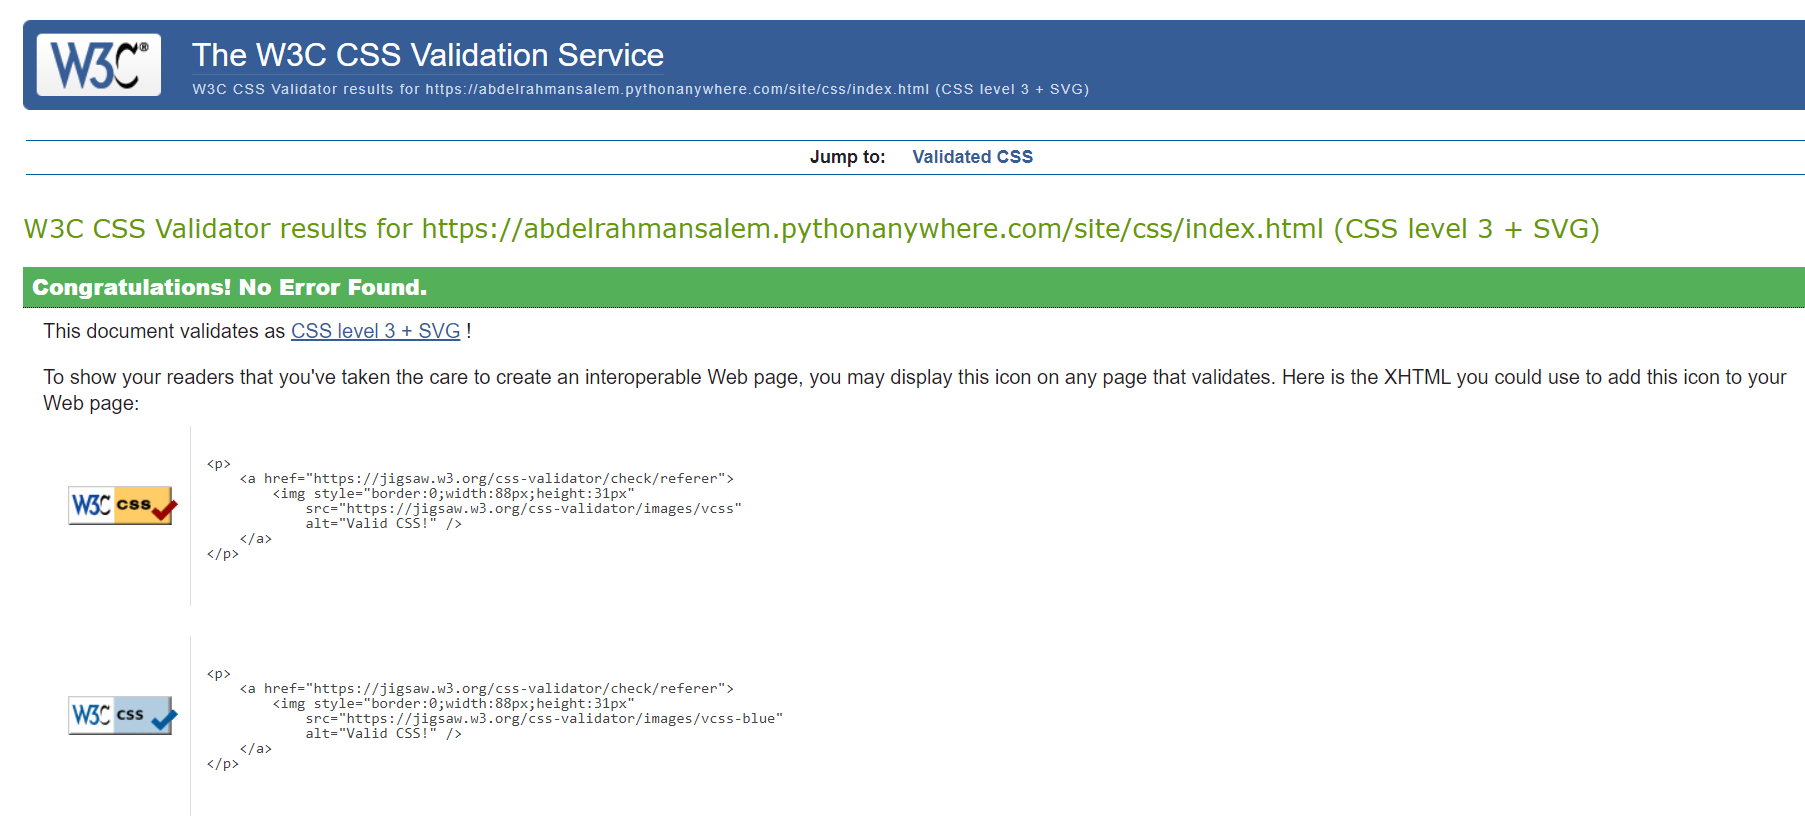 W3C®
The W3C CSS Validation Service
W3C CSS Validator results for https://abdelrahmansalem.pythonanywhere.com/site/css/index.html (CSS level 3 + SVG)
Jump to: Validated CSS
W3C CSS Validator results for https://abdelrahmansalem.pythonanywhere.com/site/css/index.html (CSS level 3 + SVG)
Congratulations! No Error Found.
This document validates as CSS level 3 + SVG !
To show your readers that you've taken the care to create an interoperable Web page, you may display this icon on any page that validates. Here is the XHTML you could use to add this icon to your
Web page:
W3C css
<p>
    <a href="https://jigsaw.w3.org/css-validator/check/referer">
        <img style="border:0;width:88px;height:31px"
            src="https://jigsaw.w3.org/css-validator/images/vcss"
            alt="Valid CSS!" />
    </a>
</p>
W3C css
<p>
    <a href="https://jigsaw.w3.org/css-validator/check/referer">
        <img style="border:0;width:88px;height:31px"
            src="https://jigsaw.w3.org/css-validator/images/vcss-blue"
            alt="Valid CSS!" />
    </a>
</p>